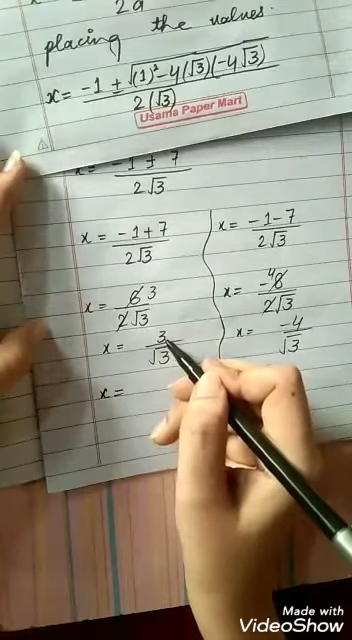 2a
placing the values.
x = -1 ± √(1)² - 4(√3)(-4√3) / 2(√3)
Usama Paper Mart
x = -1 ± 7 / 2√3
x = -1 + 7 / 2√3
x = -1 - 7 / 2√3
x = 6 3 / 2√3
x = -4 8 / 2√3
x = 3 / √3
x = -4 / √3
x =
Made with
VideoShow